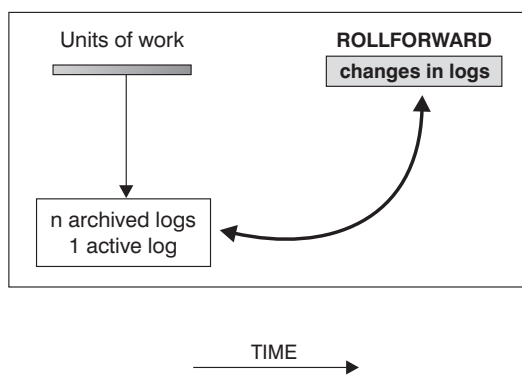 Units of work
ROLLFORWARD
changes in logs
n archived logs
1 active log
TIME